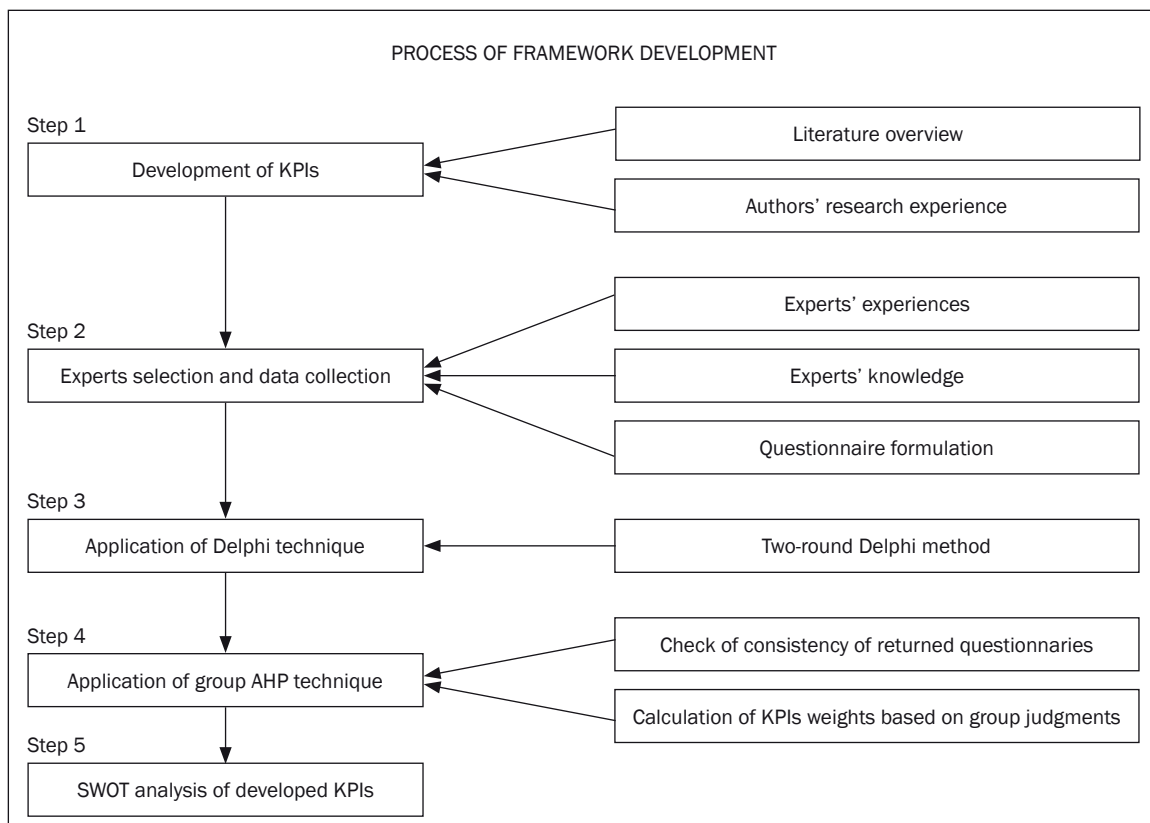 PROCESS OF FRAMEWORK DEVELOPMENT
Step 1
Development of KPIs
Literature overview
Authors’ research experience
Step 2
Experts selection and data collection
Experts’ experiences
Experts’ knowledge
Questionnaire formulation
Step 3
Application of Delphi technique
Two-round Delphi method
Step 4
Application of group AHP technique
Check of consistency of returned questionnaries
Calculation of KPIs weights based on group judgments
Step 5
SWOT analysis of developed KPIs